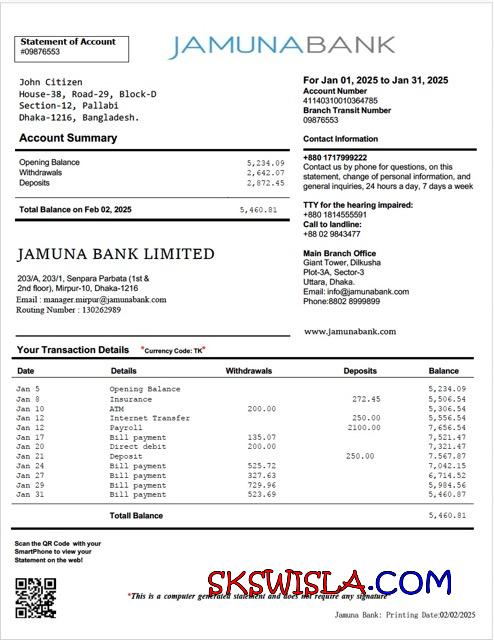 Statement of Account
#09876553
JAMUNABANK
John Citizen
House-38, Road-29, Block-D
Section-12, Pallabi
Dhaka-1216, Bangladesh.
For Jan 01, 2025 to Jan 31, 2025
Account Number
41140310010364785
Branch Transit Number
09876553
Account Summary
Opening Balance 5,234.09
Withdrawals 2,642.07
Deposits 2,872.45
Total Balance on Feb 02, 2025 5,460.81
Contact Information
+880 1717999222
Contact us by phone for questions, on this
statement, change of personal information, and
general inquiries, 24 hours a day, 7 days a week
TTY for the hearing impaired:
+880 1814555591
Call to landline:
+88 02 9843477
JAMUNA BANK LIMITED
203/A, 203/1, Senpara Parbata (1st &
2nd floor), Mirpur-10, Dhaka-1216
Email : manager.mirpur@jamunabank.com
Routing Number : 130262989
Main Branch Office
Giant Tower, Dilkusha
Plot-3A, Sector-3
Uttara, Dhaka.
Email: info@jamunabank.com
Phone:8802 8999899
www.jamunabank.com
Your Transaction Details *Currency Code: TK*
Date Details Withdrawals Deposits Balance
Jan 5 Opening Balance 5,234.09
Jan 8 Insurance 272.45 5,506.54
Jan 10 ATM 200.00 5,306.54
Jan 12 Internet Transfer 250.00 5,556.54
Jan 12 Payroll 2100.00 7,656.54
Jan 17 Bill payment 135.07 7,521.47
Jan 20 Direct debit 200.00 7,321.47
Jan 21 Deposit 250.00 7.567.87
Jan 24 Bill payment 525.72 7,042.15
Jan 27 Bill payment 327.63 6,714.52
Jan 29 Bill payment 729.96 5,984.56
Jan 31 Bill payment 523.69 5,460.87
Totall Balance 5,460.81
Scan the QR Code with your
SmartPhone to view your
Statement on the web!
SKSWISLA.COM
*This is a computer generated statement and does not require any signature
Jamuna Bank: Printing Date:02/02/2025